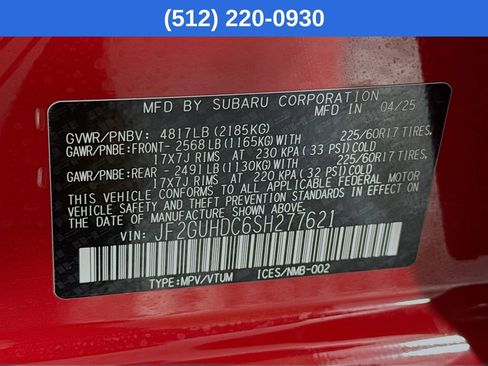 (512) 220-0930
MFD BY SUBARU CORPORATION
MFD IN 04/25
GVWR/PNBV: 4817LB (2185KG)
GAWR/PNBE:FRONT- 2568LB(1165KG)WITH 225/60R17 TIRES
17X7J RIMS AT 230 KPA (33 PSI)COLD
GAWR/PNBE:REAR - 2491LB(1130KG)WITH 225/60R17 TIRES
17X7J RIMS AT 220 KPA (32 PSI)COLD
THIS VEHICLE CONFORMS TO ALL APPLICABLE FEDERAL MOTOR
VEHICLE SAFETY, BUMPER, AND THEFT PREVENTION STANDARDS IN EFFECT ON
THE DATE OF MANUFACTURE SHOWN ABOVE.
VIN: JF2GUHDC6SH277621
TYPE:MPV/VTUM ICES/NMB-002